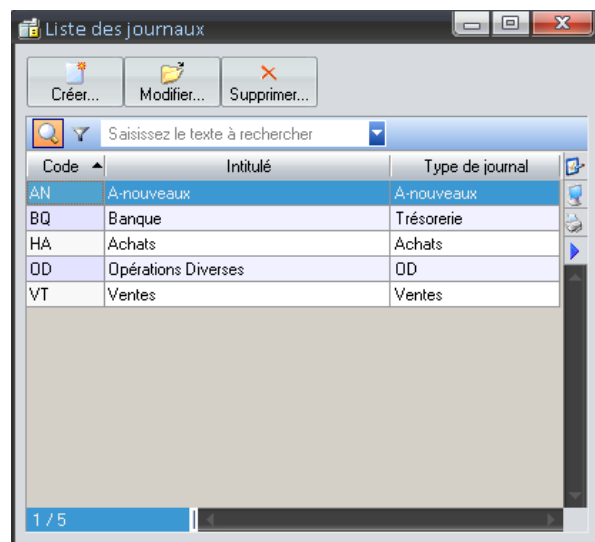 Liste des journaux
Créer... Modifier... Supprimer...
Saisissez le texte à rechercher
Code Intitulé Type de journal
AN A-nouveaux A-nouveaux
BQ Banque Trésorerie
HA Achats Achats
OD Opérations Diverses OD
VT Ventes Ventes
1 / 5